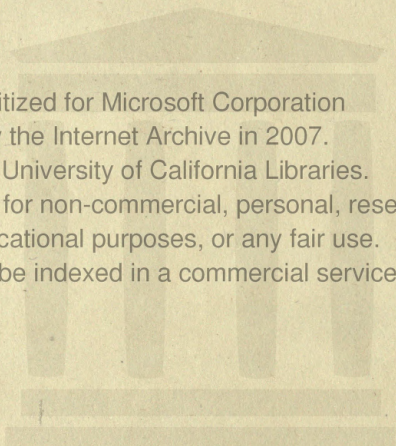 itized for Microsoft Corporation
the Internet Archive in 2007.
University of California Libraries.
for non-commercial, personal, rese
cational purposes, or any fair use.
be indexed in a commercial service